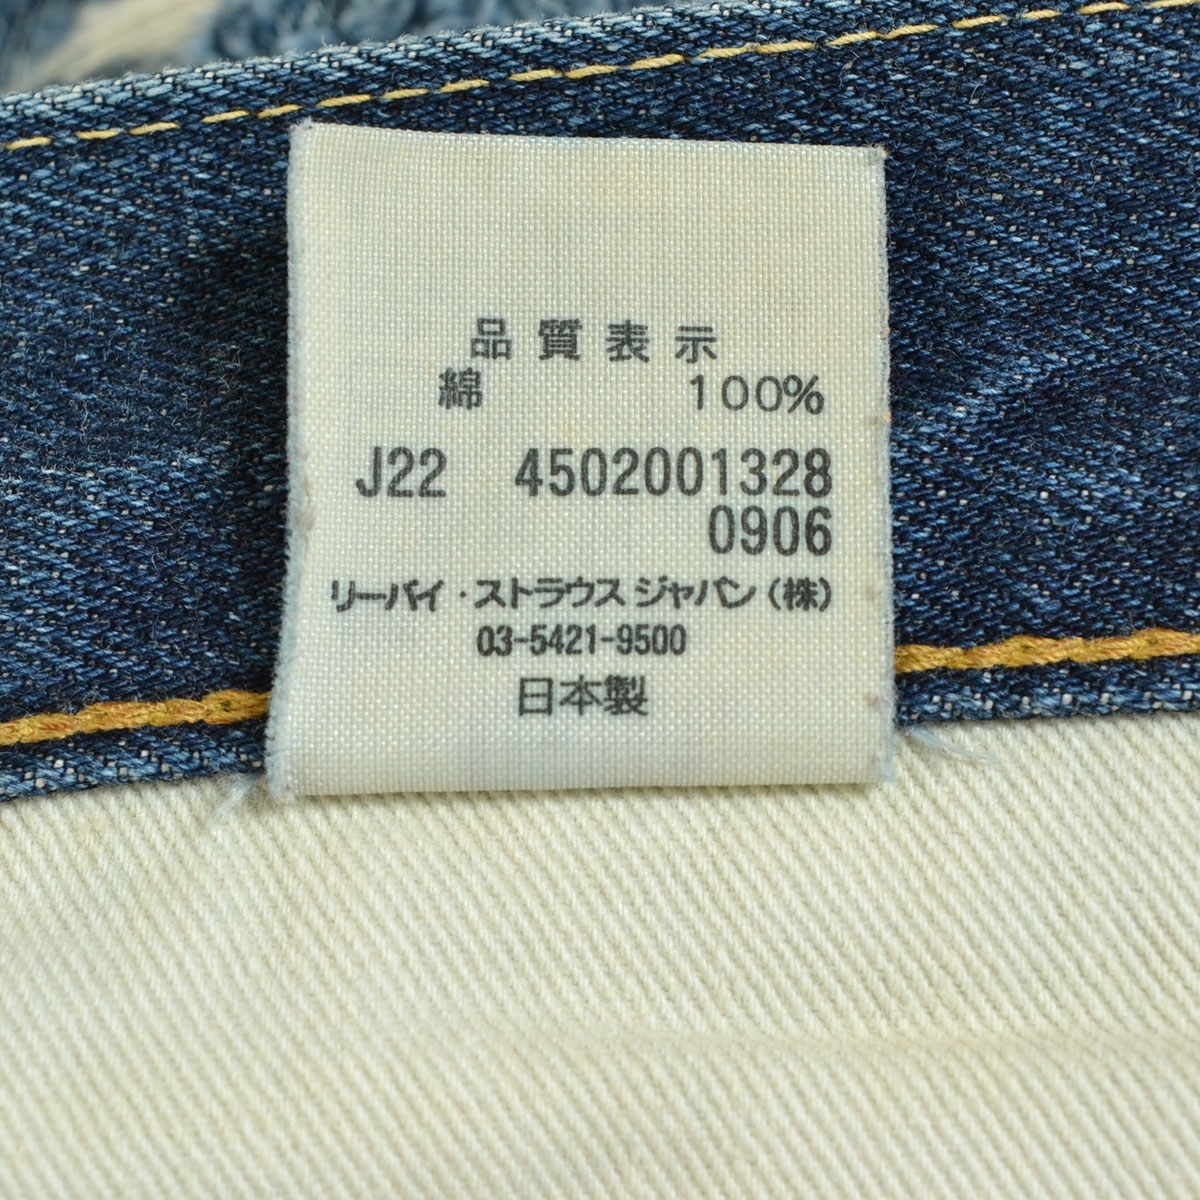 品質表示
綿 100%
J22 4502001328
0906
リーバイ・ストラウスジャパン(株)
03-5421-9500
日本製